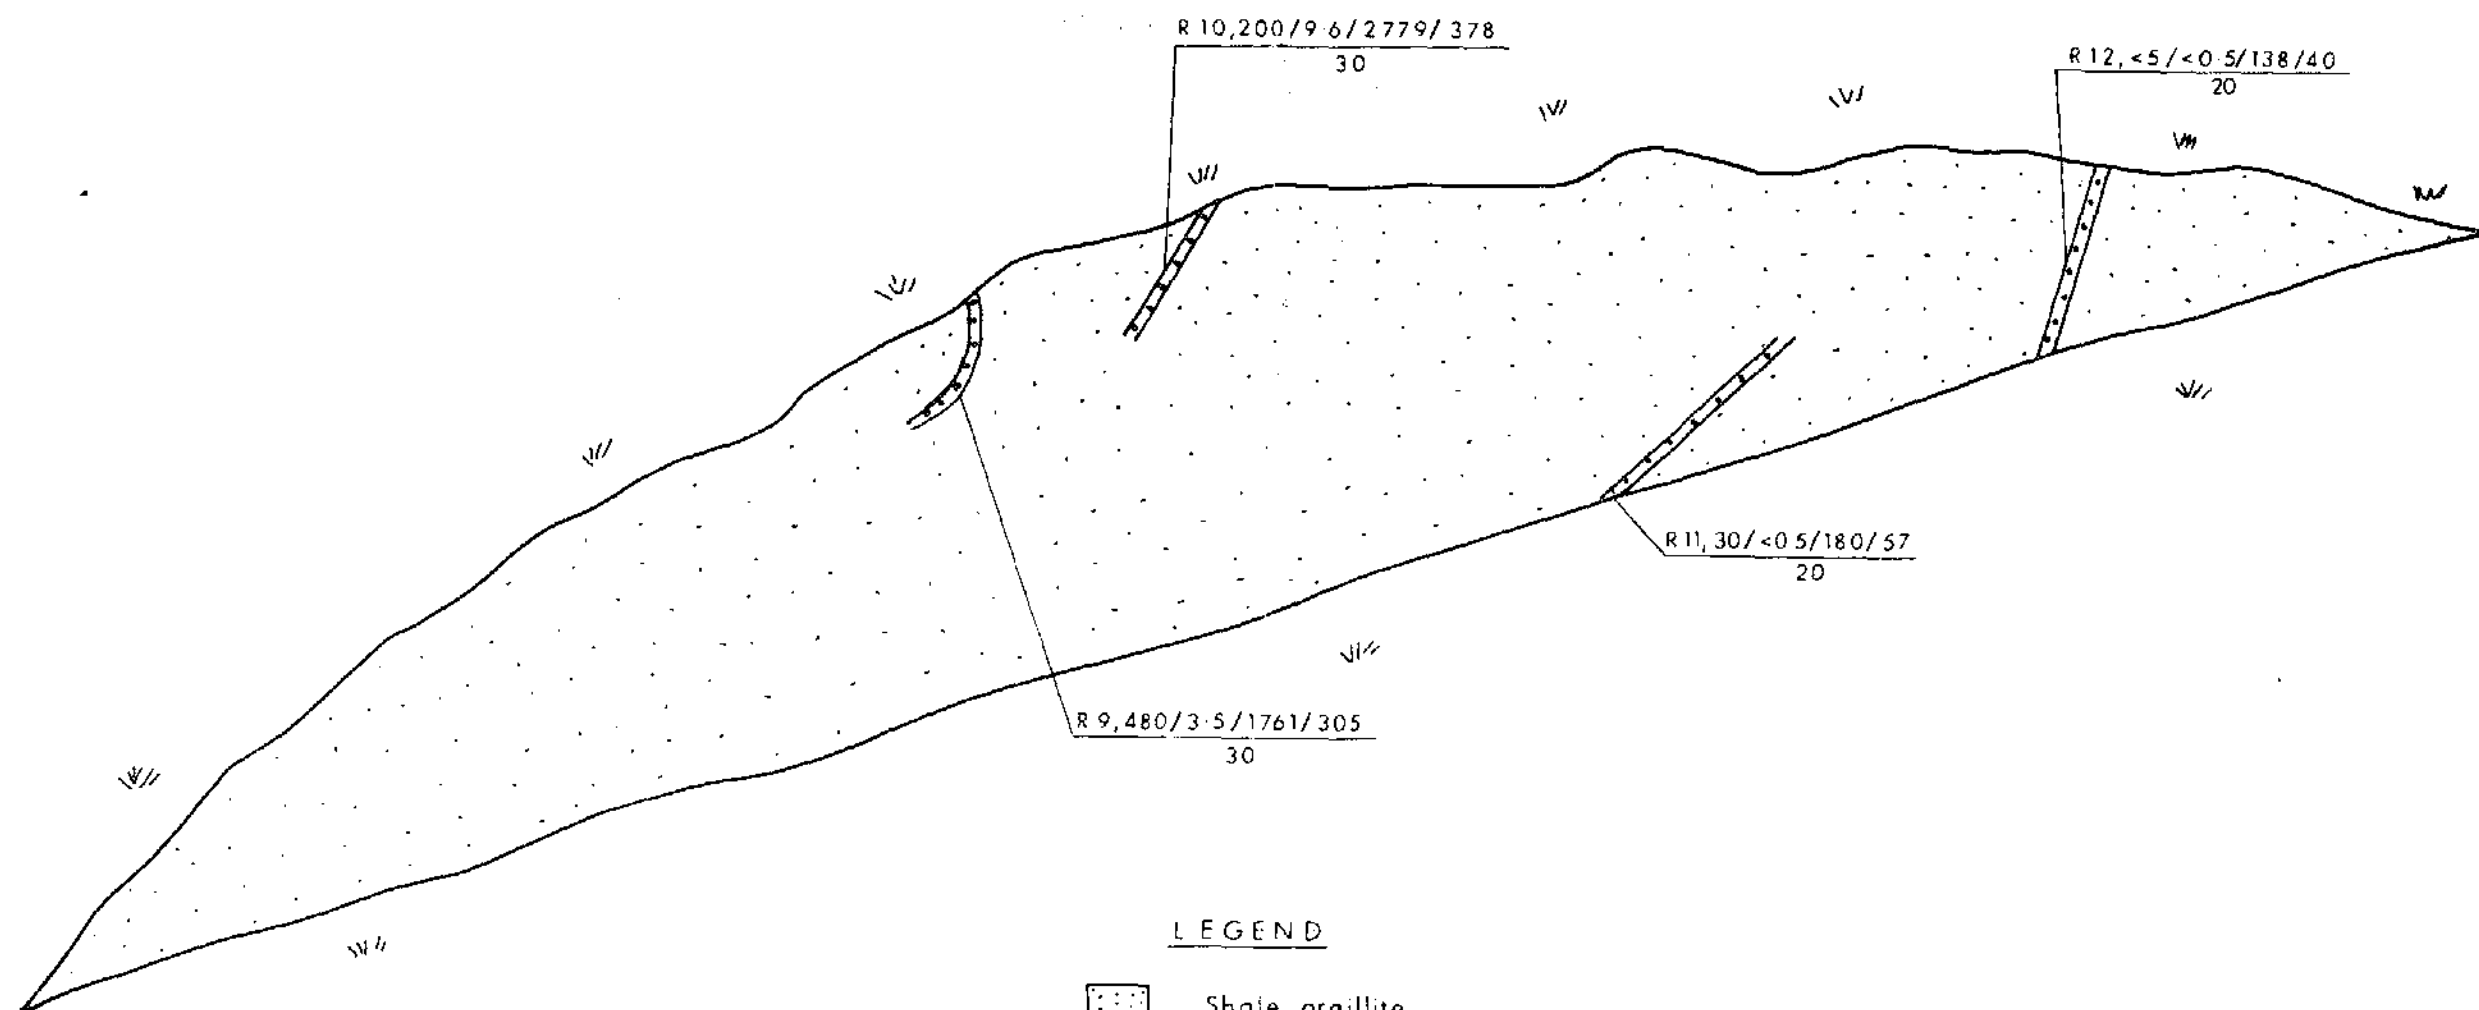 R 10,200/9·6/2779/378
30
R 12,<5/<0·5/138/40
20
R 11, 30/<0 5/180/57
20
R 9,480/3·5/1761/305
30
LEGEND
Shale argillite